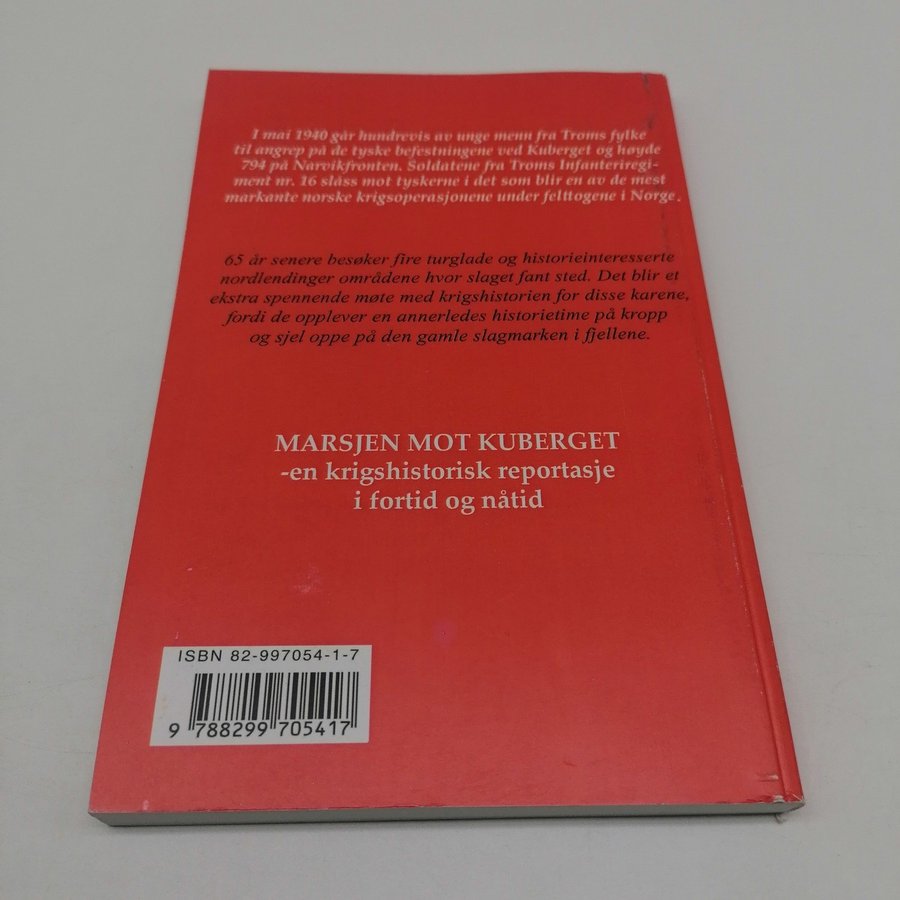 I mai 1940 går hundrevis av unge menn fra Troms fylke
til angrep på de tyske befestningene ved Kuberget og høyde
794 på Narvikfronten. Soldatene fra Troms Infanteriregi-
ment nr. 16 slåss mot tyskerne i det som blir en av de mest
markante norske krigsoperasjonene under felttogene i Norge.
65 år senere besøker fire turglade og historieinteresserte
nordlendinger områdene hvor slaget fant sted. Det blir et
ekstra spennende møte med krigshistorien for disse karene,
fordi de opplever en annerledes historietime på kropp
og sjel oppe på den gamle slagmarken i fjellene.
MARSJEN MOT KUBERGET
-en krigshistorisk reportasje
i fortid og nåtid
ISBN 82-997054-1-7
9 788299 705417